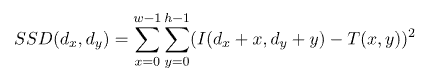 SSD(d_x, d_y) = \sum_{x=0}^{w-1} \sum_{y=0}^{h-1} (I(d_x + x, d_y + y) - T(x, y))^2